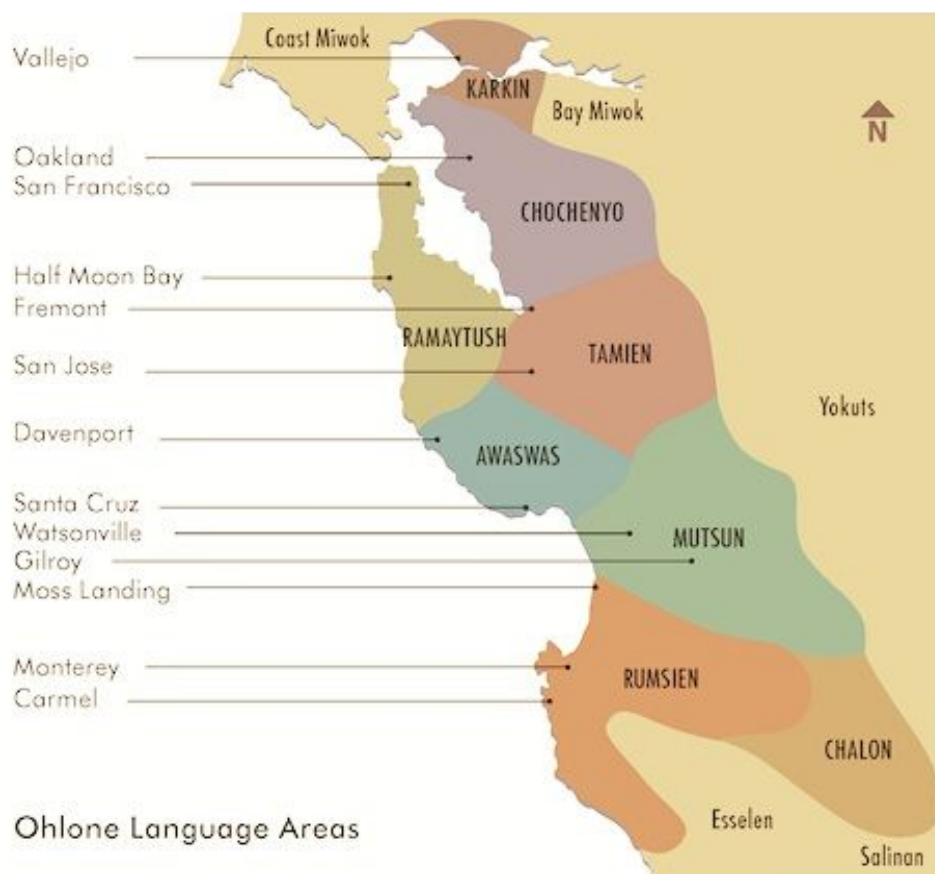 Coast Miwok
Vallejo
KARKIN
Bay Miwok
N
Oakland
San Francisco
CHOCHENYO
Half Moon Bay
Fremont
RAMAYTUSH
TAMIEN
San Jose
Yokuts
Davenport
AWASWAS
Santa Cruz
Watsonville
MUTSUN
Gilroy
Moss Landing
Monterey
RUMSIEN
Carmel
CHALON
Esselen
Ohlone Language Areas
Salinan